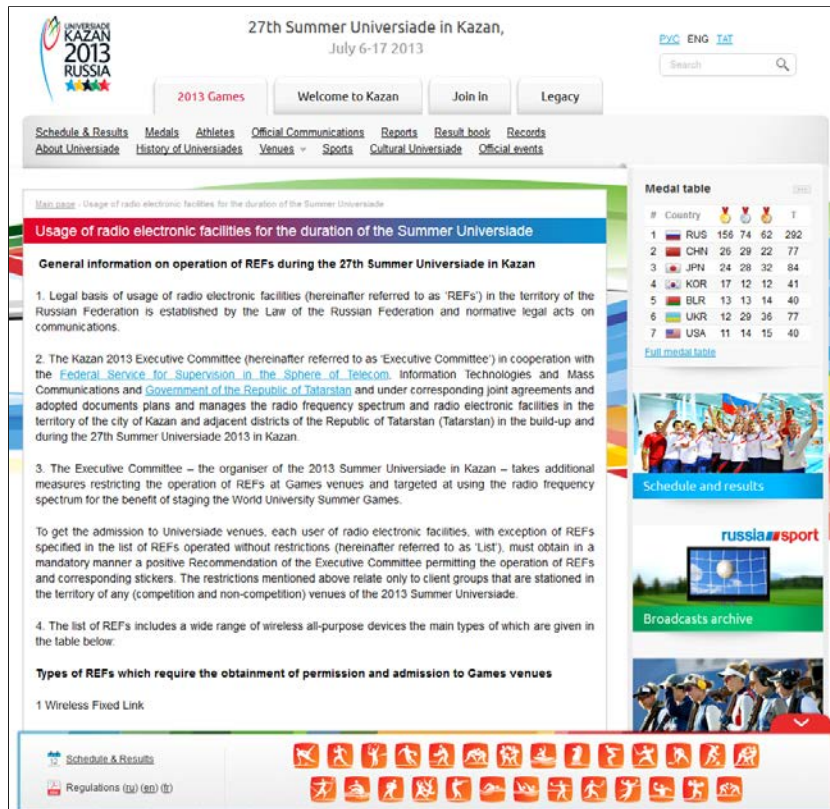 UNIVERSIADE
KAZAN
2013
RUSSIA
27th Summer Universiade in Kazan,
July 6-17 2013
РУС ENG ТАТ
Search
2013 Games Welcome to Kazan Join in Legacy
Schedule & Results Medals Athletes Official Communications Reports Result book Records
About Universiade History of Universiades Venues Sports Cultural Universiade Official events
Main page - Usage of radio electronic facilities for the duration of the Summer Universiade
Usage of radio electronic facilities for the duration of the Summer Universiade
General information on operation of REFs during the 27th Summer Universiade in Kazan
1. Legal basis of usage of radio electronic facilities (hereinafter referred to as 'REFs') in the territory of the
Russian Federation is established by the Law of the Russian Federation and normative legal acts on
communications.
2. The Kazan 2013 Executive Committee (hereinafter referred to as 'Executive Committee') in cooperation with
the Federal Service for Supervision in the Sphere of Telecom, Information Technologies and Mass
Communications and Government of the Republic of Tatarstan and under corresponding joint agreements and
adopted documents plans and manages the radio frequency spectrum and radio electronic facilities in the
territory of the city of Kazan and adjacent districts of the Republic of Tatarstan (Tatarstan) in the build-up and
during the 27th Summer Universiade 2013 in Kazan.
3. The Executive Committee – the organiser of the 2013 Summer Universiade in Kazan – takes additional
measures restricting the operation of REFs at Games venues and targeted at using the radio frequency
spectrum for the benefit of staging the World University Summer Games.
To get the admission to Universiade venues, each user of radio electronic facilities, with exception of REFs
specified in the list of REFs operated without restrictions (hereinafter referred to as 'List'), must obtain in a
mandatory manner a positive Recommendation of the Executive Committee permitting the operation of REFs
and corresponding stickers. The restrictions mentioned above relate only to client groups that are stationed in
the territory of any (competition and non-competition) venues of the 2013 Summer Universiade.
4. The list of REFs includes a wide range of wireless all-purpose devices the main types of which are given in
the table below:
Types of REFs which require the obtainment of permission and admission to Games venues
1 Wireless Fixed Link
Medal table
# Country T
1 RUS 156 74 62 292
2 CHN 26 29 22 77
3 JPN 24 28 32 84
4 KOR 17 12 12 41
5 BLR 13 13 14 40
6 UKR 12 29 36 77
7 USA 11 14 15 40
Full medal table
Schedule and results
russia sport
Broadcasts archive
Schedule & Results
Regulations (ru) (en) (fr)